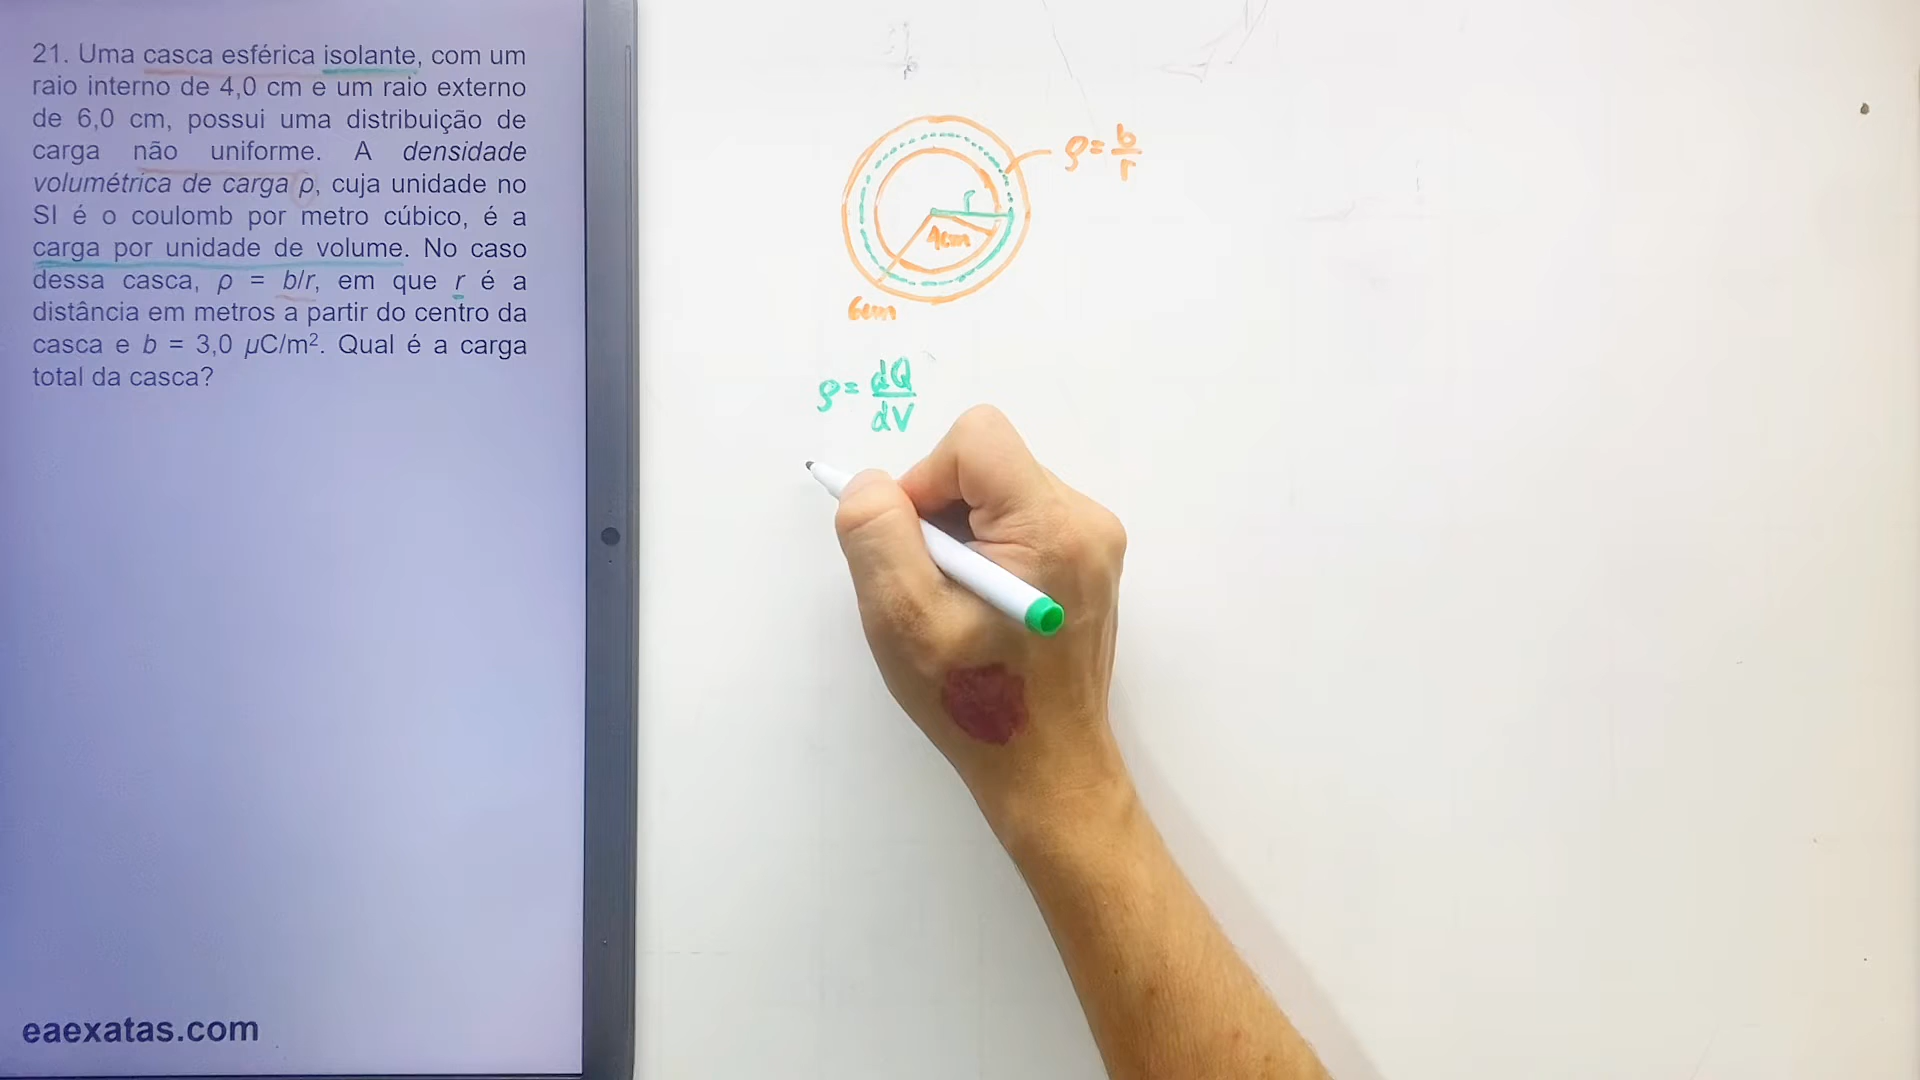 21. Uma casca esférica isolante, com um
raio interno de 4,0 cm e um raio externo
de 6,0 cm, possui uma distribuição de
carga não uniforme. A densidade
volumétrica de carga ρ, cuja unidade no
SI é o coulomb por metro cúbico, é a
carga por unidade de volume. No caso
dessa casca, ρ = b/r, em que r é a
distância em metros a partir do centro da
casca e b = 3,0 μC/m². Qual é a carga
total da casca?
eaexatas.com
ρ = b/r
r
4cm
6cm
ρ = dQ/dV